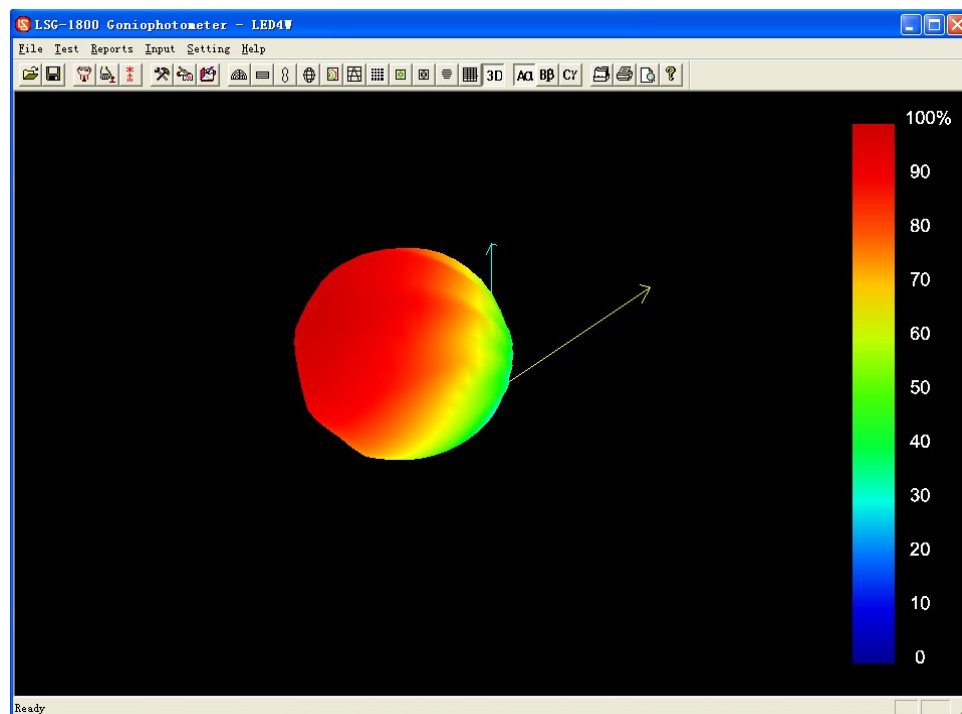 LSG-1800 Goniophotometer - LED4W
File Test Reports Input Setting Help
3D Aα Bβ Cγ
100%
90
80
70
60
50
40
30
20
10
0
Ready